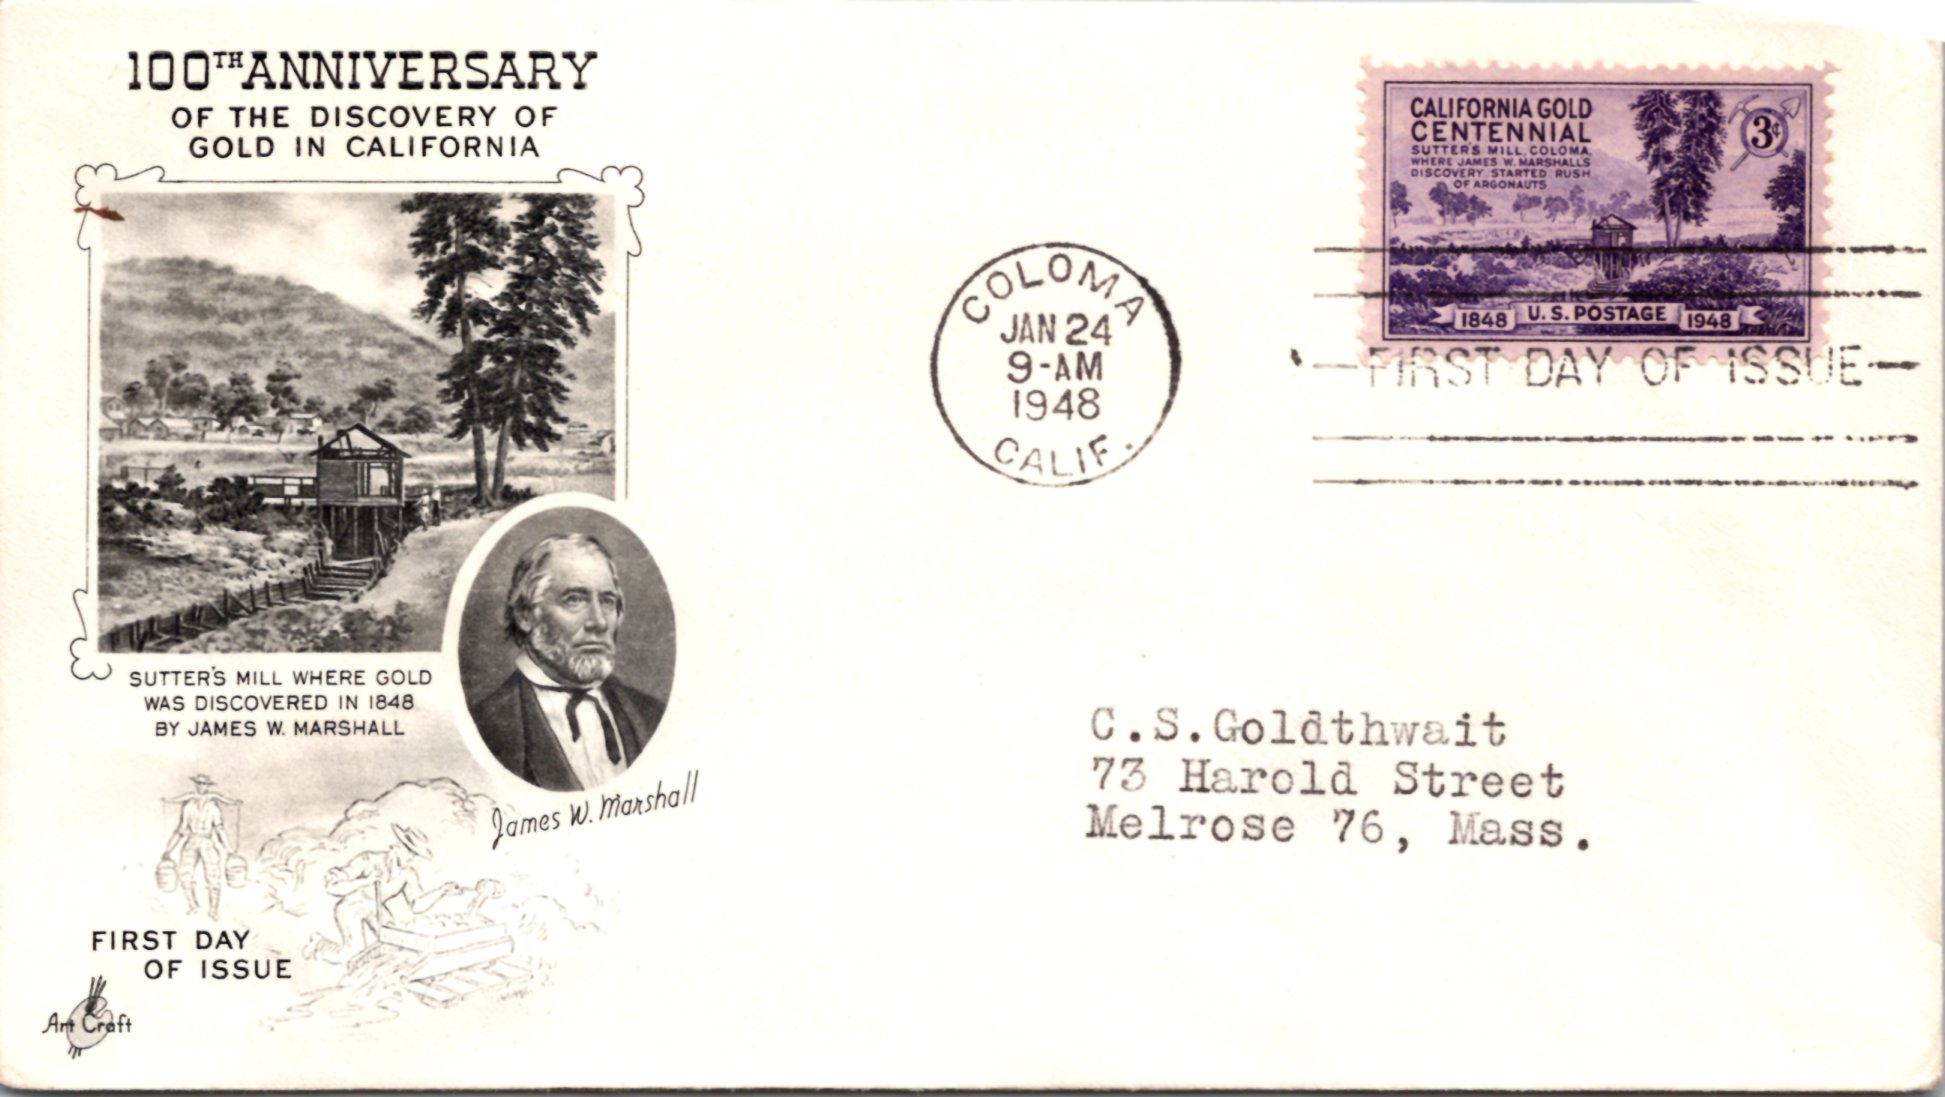 100TH ANNIVERSARY
OF THE DISCOVERY OF
GOLD IN CALIFORNIA
SUTTER'S MILL WHERE GOLD
WAS DISCOVERED IN 1848
BY JAMES W. MARSHALL
James W. Marshall
FIRST DAY
OF ISSUE
Art Craft
COLOMA
JAN 24
9-AM
1948
CALIF.
CALIFORNIA GOLD
CENTENNIAL
SUTTER'S MILL, COLOMA,
WHERE JAMES W. MARSHALLS
DISCOVERY STARTED RUSH
OF ARGONAUTS
3¢
1848 U.S. POSTAGE 1948
FIRST DAY OF ISSUE
C.S.Goldthwait
73 Harold Street
Melrose 76, Mass.